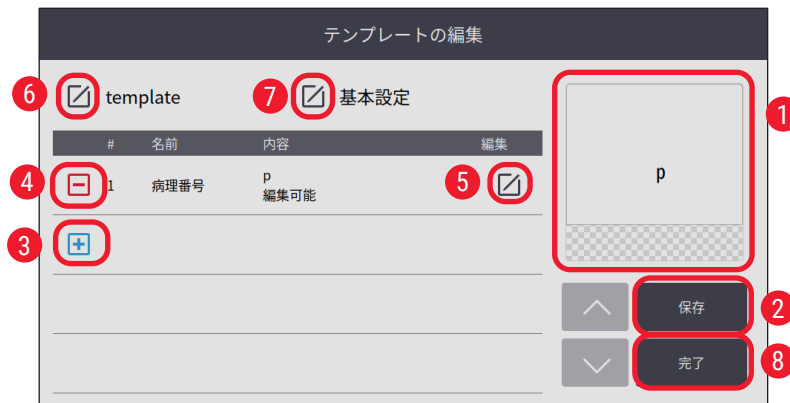 テンプレートの編集
6 template 7 基本設定 1
# 名前 内容 編集
4 1 病理番号 p 5 p
編集可能
3
保存 2
完了 8